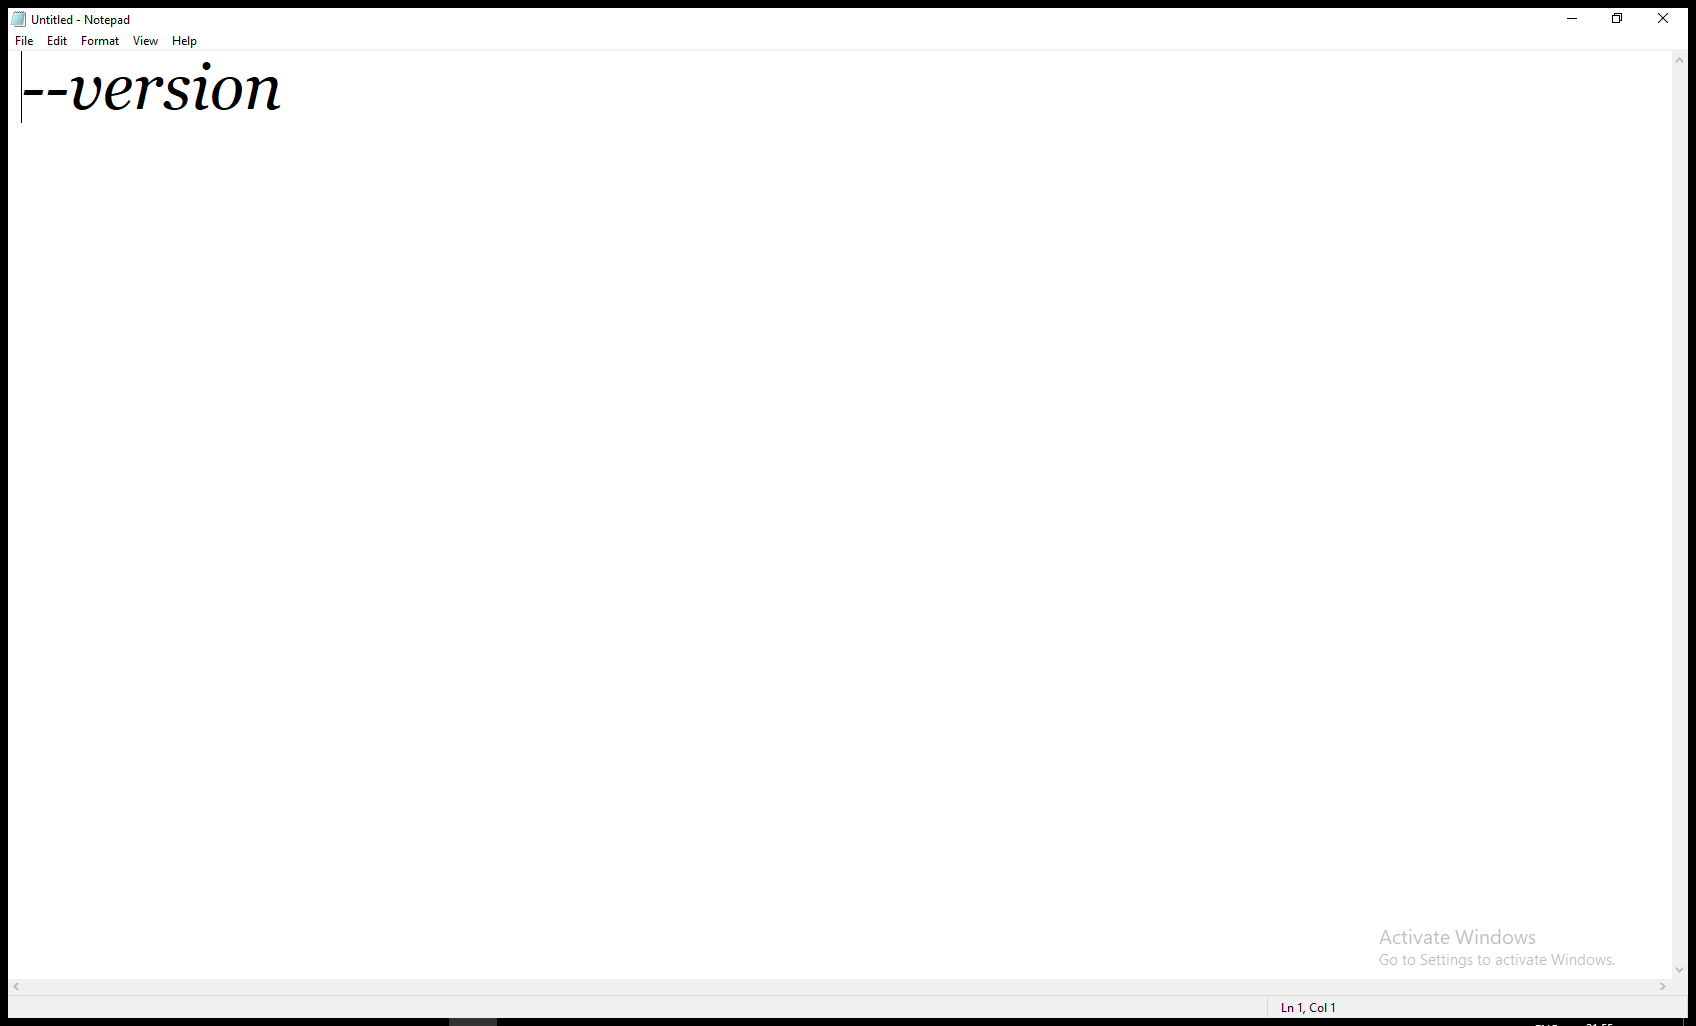 Untitled - Notepad
File Edit Format View Help
--version
Activate Windows
Go to Settings to activate Windows.
Ln 1, Col 1